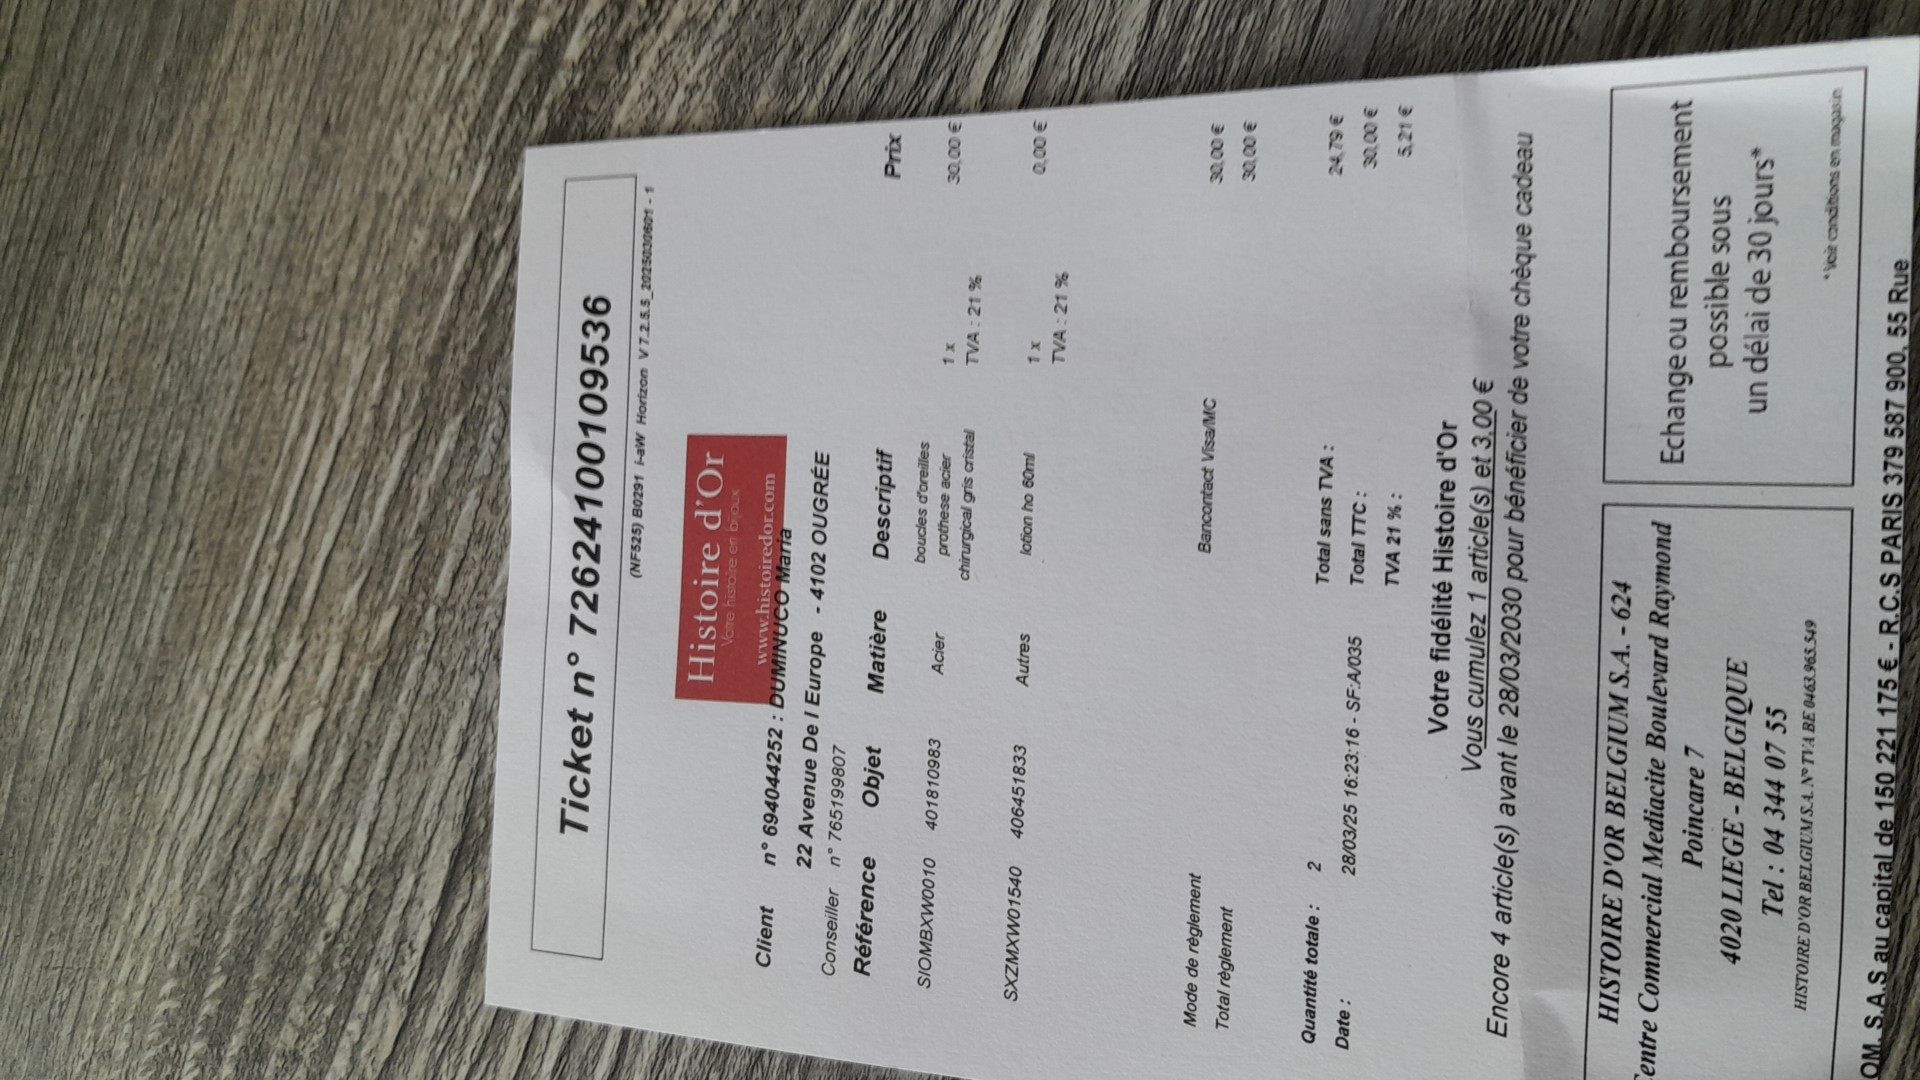 Ticket n° 7262410010​9536
(NF525) B0291 i-aW Horizon V 7.2.5.5_2025030601 - 1
Histoire d'Or
Votre histoire en bijoux
www.histoiredor.com
Client n° 694044252 : DUMINUCO Maria
22 Avenue De l Europe - 4102 OUGRÉE
Conseiller n° 765199807
Référence Objet Matière Descriptif Prix
SIOMBXW0010 401810983 Acier boucles d'oreilles 1 x 30,00 €
prothese acier TVA : 21 %
chirurgical gris cristal
SXZMXW01540 406451833 Autres lotion ho 60ml 1 x 0,00 €
TVA : 21 %
Mode de règlement Bancontact Visa/MC 30,00 €
Total règlement 30,00 €
Quantité totale : 2 Total sans TVA : 24,79 €
Date : 28/03/25 16:23:16 - SF:A/035 Total TTC : 30,00 €
TVA 21 % : 5,21 €
Votre fidélité Histoire d'Or
Vous cumulez 1 article(s) et 3,00 €
Encore 4 article(s) avant le 28/03/2030 pour bénéficier de votre chèque cadeau
HISTOIRE D'OR BELGIUM S.A. - 624
Centre Commercial Mediacite Boulevard Raymond
Poincare 7
4020 LIEGE - BELGIQUE
Tel : 04 344 07 55
HISTOIRE D'OR BELGIUM S.A. N° TVA BE 0463.965.549
Echange ou remboursement
possible sous
un délai de 30 jours*
* Voir conditions en magasin
OM. S.A.S au capital de 150 221 175 € - R.C.S PARIS 379 587 900, 55 Rue